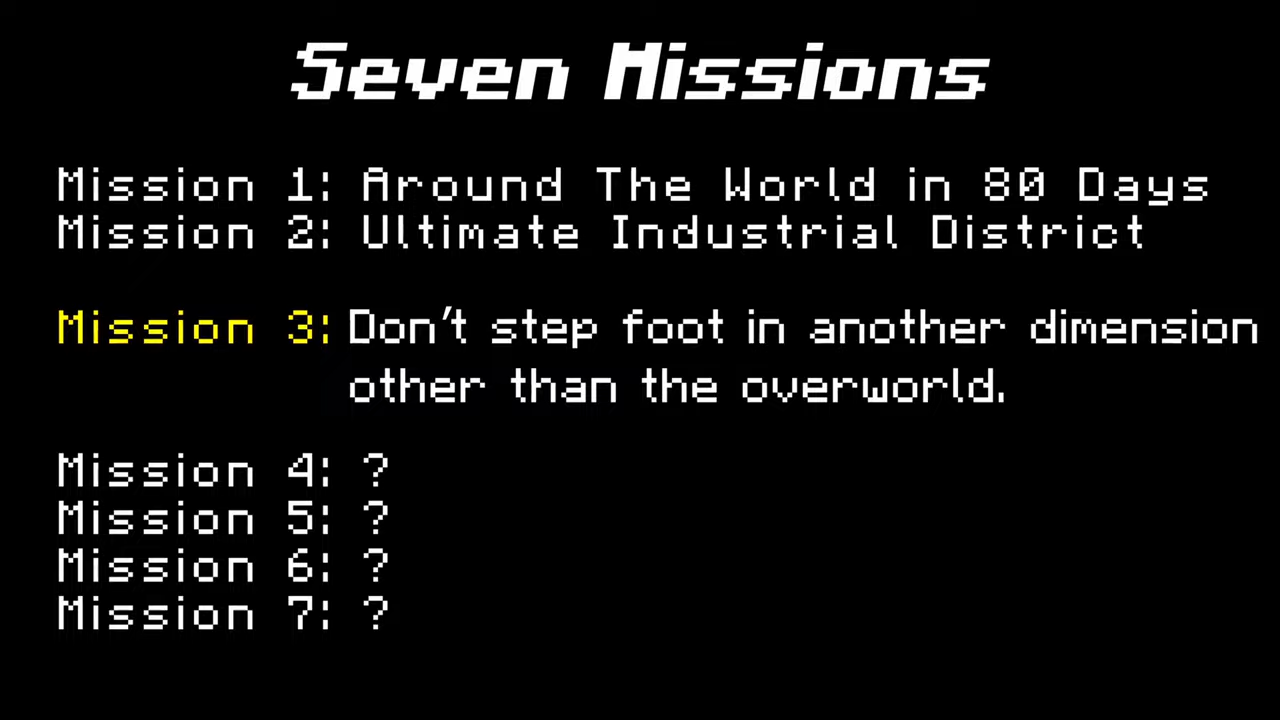 Seven Missions
Mission 1: Around The World in 80 Days
Mission 2: Ultimate Industrial District
Mission 3: Don't step foot in another dimension
other than the overworld.
Mission 4: ?
Mission 5: ?
Mission 6: ?
Mission 7: ?